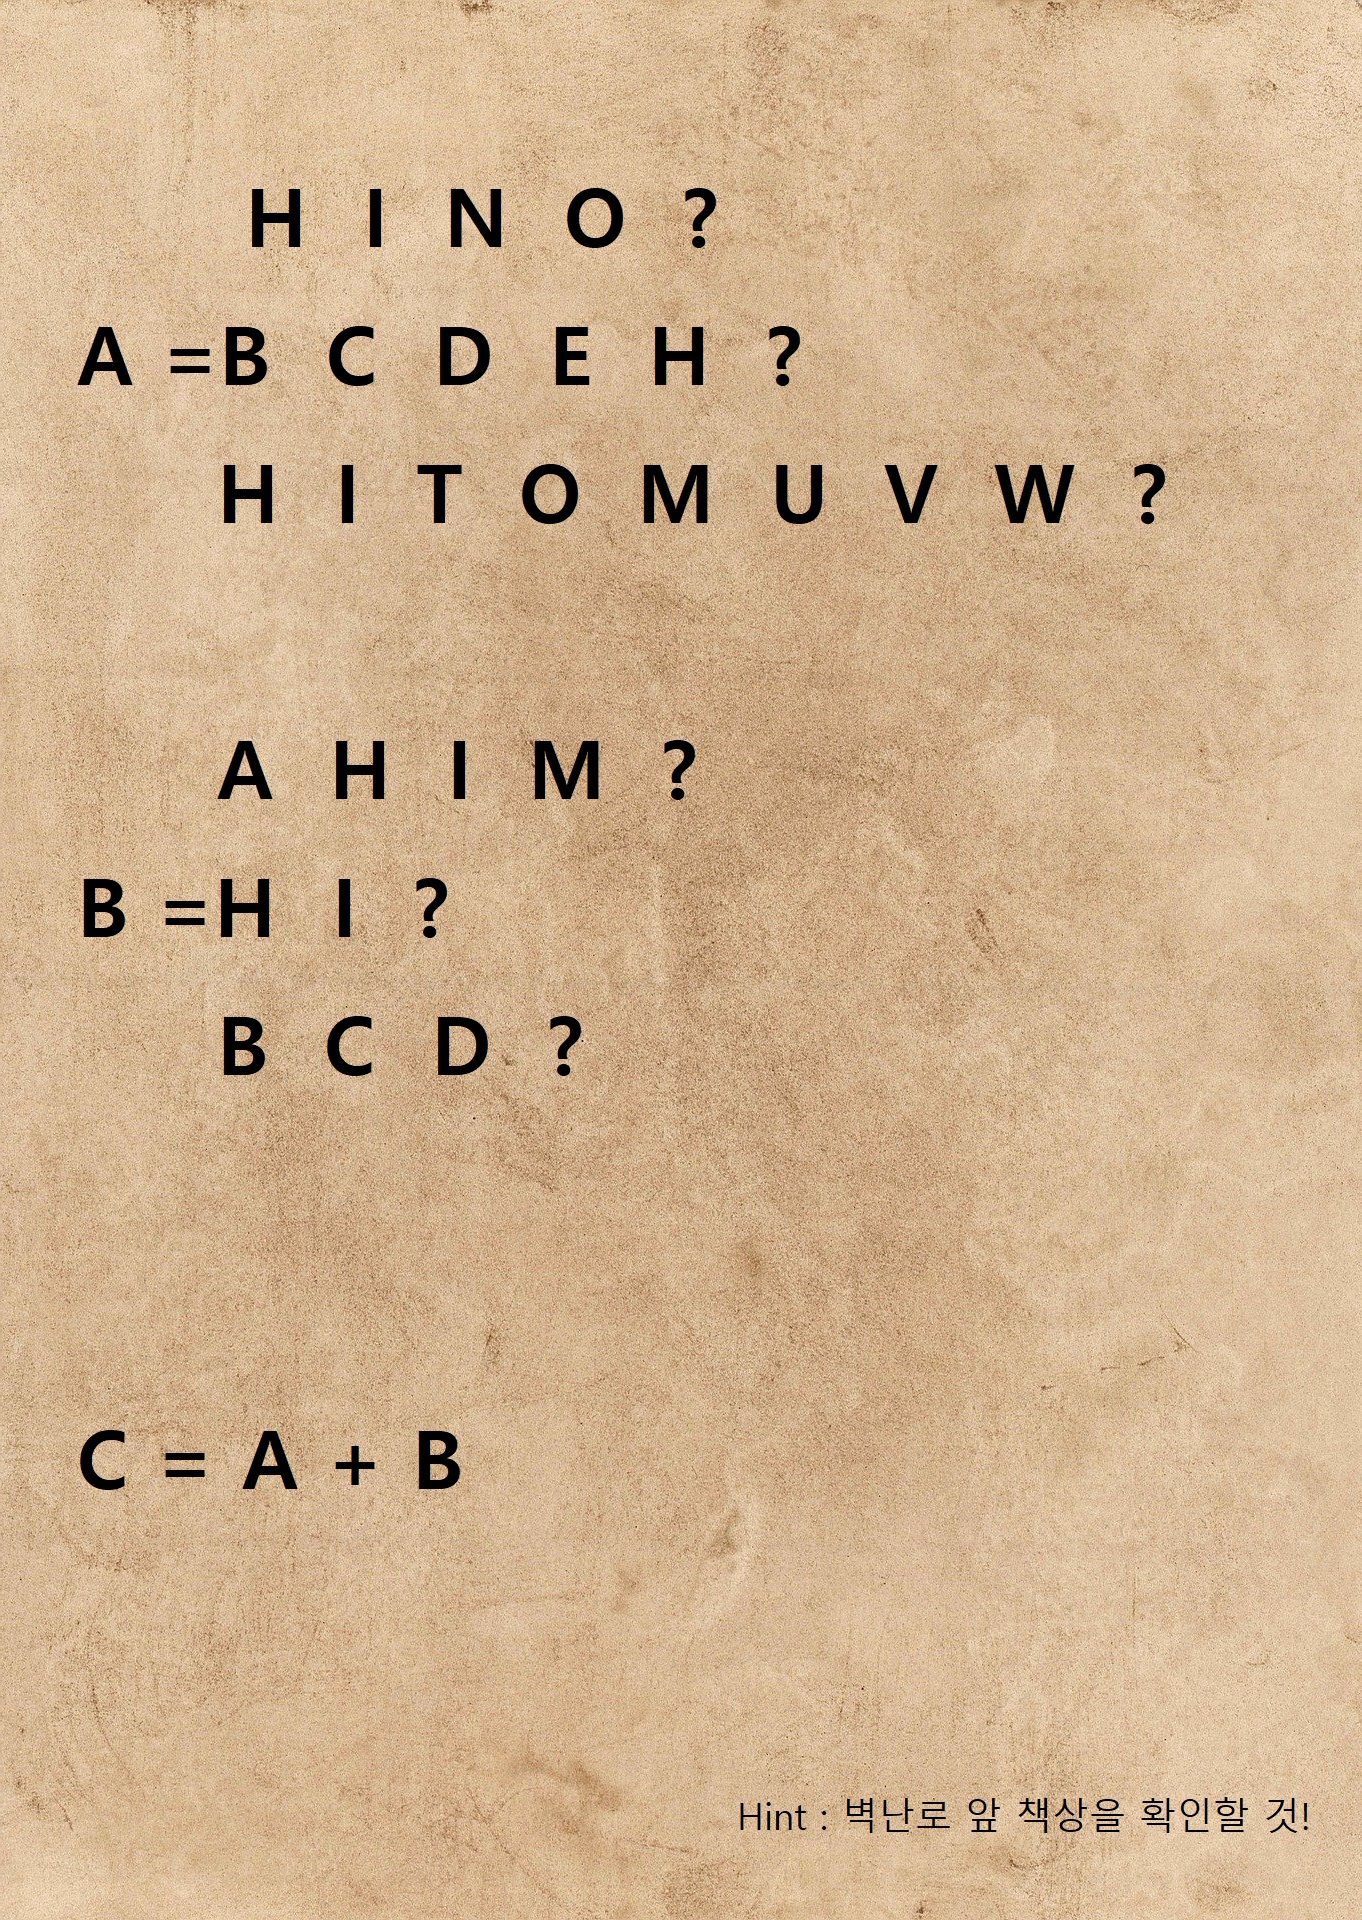 H I N O ?
A =B C D E H ?
H I T O M U V W ?
A H I M ?
B =H I ?
B C D ?
C = A + B
Hint : 벽난로 앞 책상을 확인할 것!